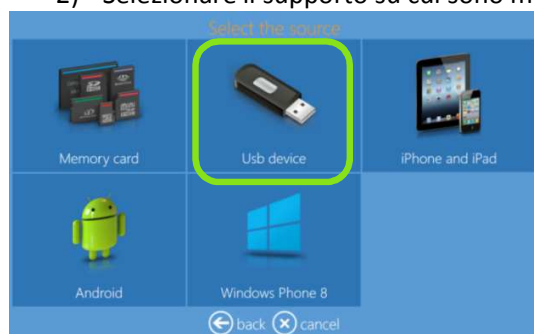 2) Selezionare il supporto su cui sono m
Select the source
Memory card
Usb device
iPhone and iPad
Android
Windows Phone 8
back cancel